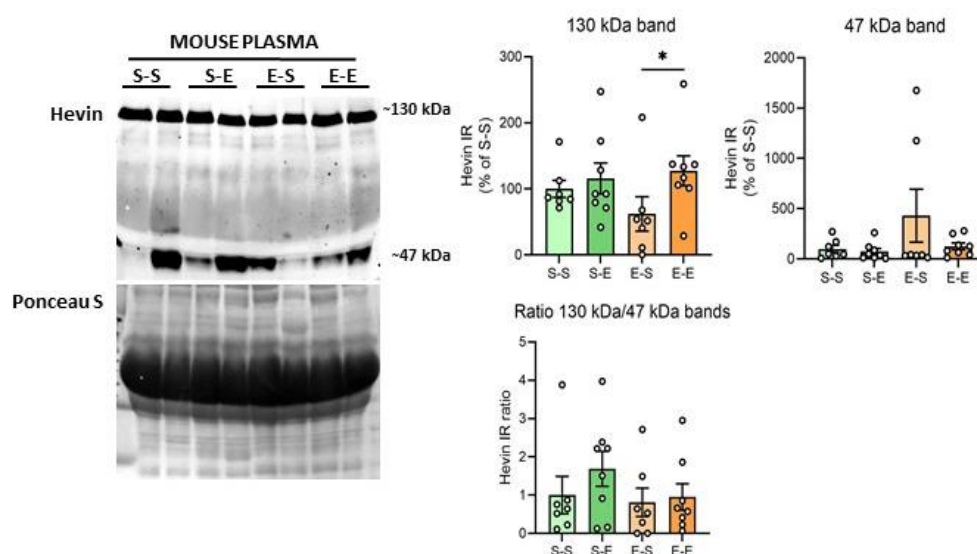 MOUSE PLASMA
S-S S-E E-S E-E
Hevin
~130 kDa
~47 kDa
Ponceau S
130 kDa band
*
Hevin IR
(% of S-S)
300
200
100
0
S-S S-E E-S E-E
47 kDa band
Hevin IR
(% of S-S)
2000
1500
1000
500
0
S-S S-E E-S E-E
Ratio 130 kDa/47 kDa bands
Hevin IR ratio
5
4
3
2
1
0
S-S S-E E-S E-E